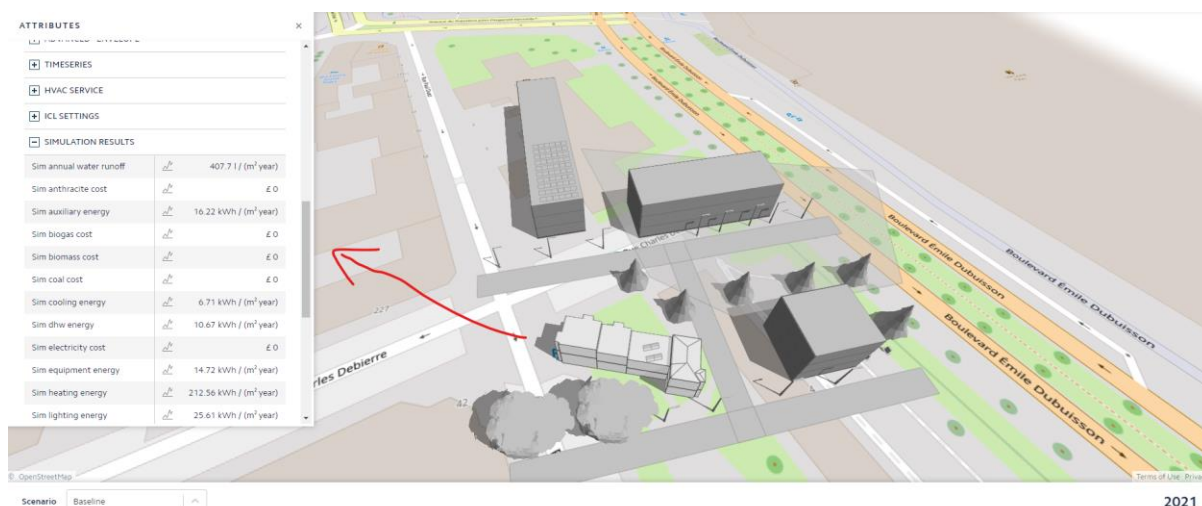 ATTRIBUTES ×
ADVANCED - ENVELOPE
TIMESERIES
HVAC SERVICE
ICL SETTINGS
SIMULATION RESULTS
Sim annual water runoff 407.7 l / (m² year)
Sim anthracite cost £ 0
Sim auxiliary energy 16.22 kWh / (m² year)
Sim biogas cost £ 0
Sim biomass cost £ 0
Sim coal cost £ 0
Sim cooling energy 6.71 kWh / (m² year)
Sim dhw energy 10.67 kWh / (m² year)
Sim electricity cost £ 0
Sim equipment energy 14.72 kWh / (m² year)
Sim heating energy 212.56 kWh / (m² year)
Sim lighting energy 25.61 kWh / (m² year)
Boulevard Émile Dubuisson
Boulevard Émile Dubuisson
Boulevard Émile Dubuisson
Charles De
rles Debierre
227
42
© OpenStreetMap
Terms of Use Priva
Scenario Baseline
2021